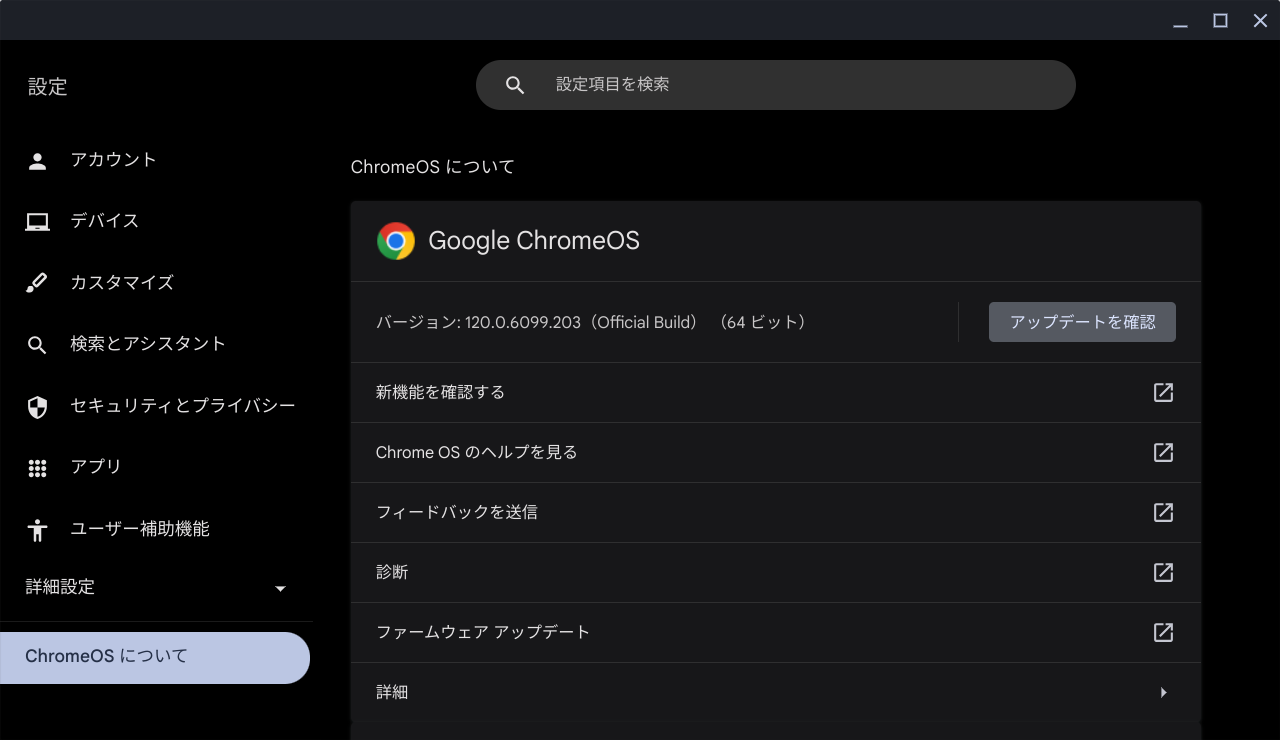 設定
設定項目を検索
アカウント
デバイス
カスタマイズ
検索とアシスタント
セキュリティとプライバシー
アプリ
ユーザー補助機能
詳細設定
ChromeOS について
ChromeOS について
Google ChromeOS
バージョン: 120.0.6099.203（Official Build） （64 ビット）
アップデートを確認
新機能を確認する
Chrome OS のヘルプを見る
フィードバックを送信
診断
ファームウェア アップデート
詳細